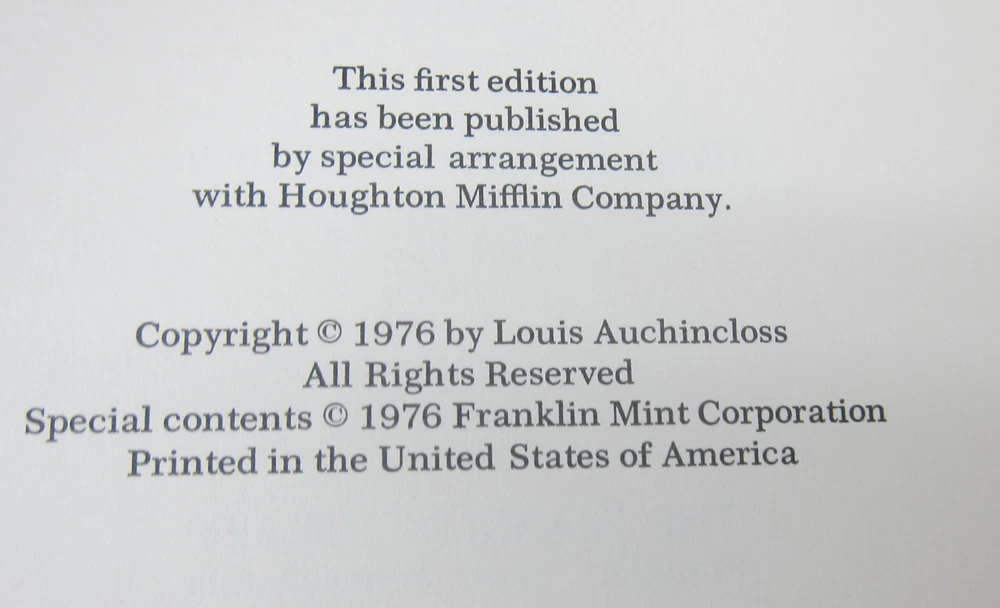 This first edition
has been published
by special arrangement
with Houghton Mifflin Company.
Copyright © 1976 by Louis Auchincloss
All Rights Reserved
Special contents © 1976 Franklin Mint Corporation
Printed in the United States of America